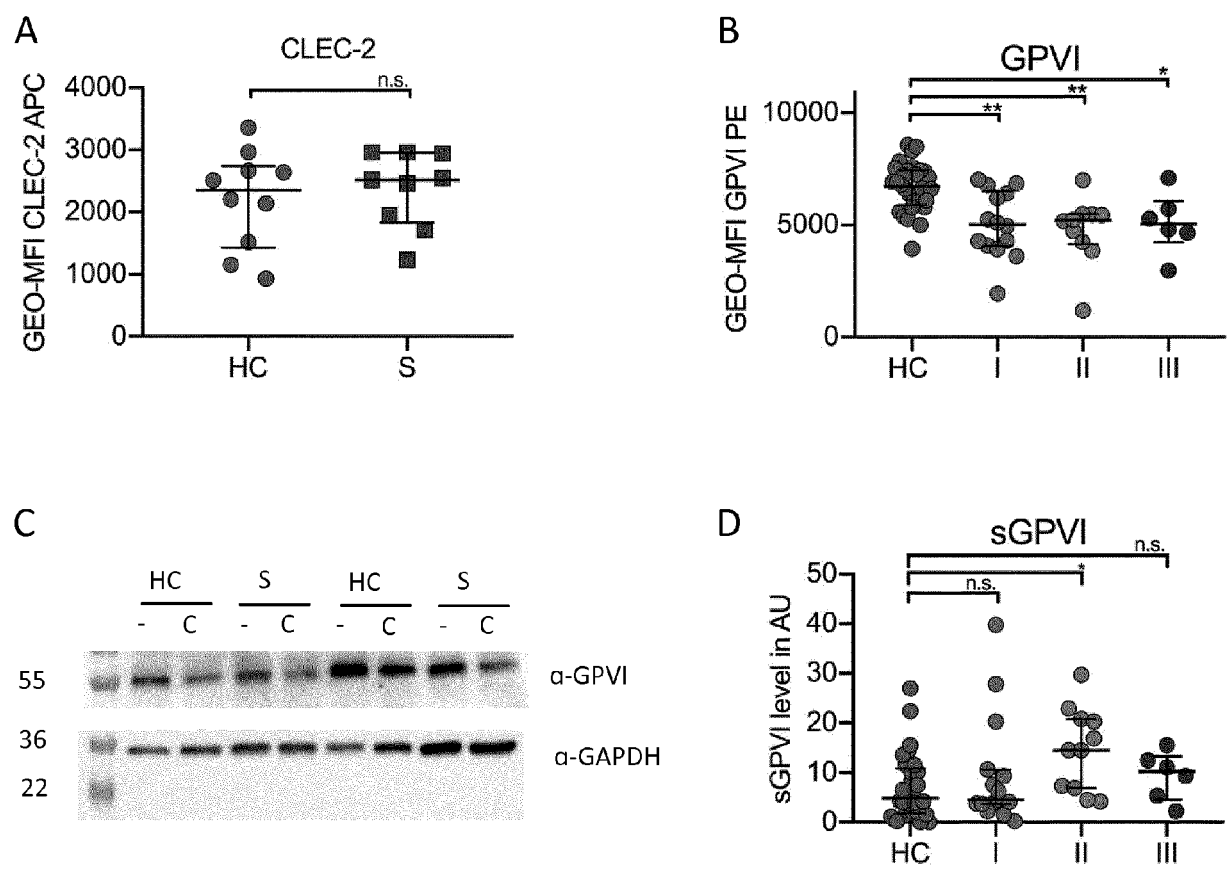 A
CLEC-2
n.s.
GEO-MFI CLEC-2 APC
4000
3000
2000
1000
0
HC S
B
GPVI
*
**
**
GEO-MFI GPVI PE
10000
5000
0
HC I II III
C
HC S HC S
- C - C - C - C
55
α-GPVI
36
α-GAPDH
22
D
sGPVI
n.s.
*
n.s.
sGPVI level in AU
50
40
30
20
10
0
HC I II III